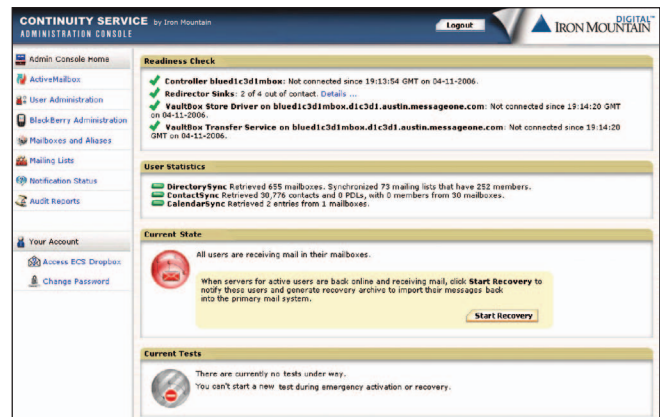 CONTINUITY SERVICE by Iron Mountain
ADMINISTRATION CONSOLE
Logout
IRON MOUNTAIN DIGITAL™
Admin Console Home
ActiveMailbox
User Administration
BlackBerry Administration
Mailboxes and Aliases
Mailing Lists
Notification Status
Audit Reports
Your Account
Access ECS Dropbox
Change Password
Readiness Check
Controller blued1c3d1mbox: Not connected since 19:13:54 GMT on 04-11-2006.
Redirector Sinks: 2 of 4 out of contact. Details ...
VaultBox Store Driver on blued1c3d1mbox.d1c3d1.austin.messageone.com: Not connected since 19:14:20 GMT
on 04-11-2006.
VaultBox Transfer Service on blued1c3d1mbox.d1c3d1.austin.messageone.com: Not connected since 19:14:20
GMT on 04-11-2006.
User Statistics
DirectorySync Retrieved 655 mailboxes. Synchronized 73 mailing lists that have 252 members.
ContactSync Retrieved 30,776 contacts and 0 PDLs, with 0 members from 30 mailboxes.
CalendarSync Retrieved 2 entries from 1 mailboxes.
Current State
All users are receiving mail in their mailboxes.
When servers for active users are back online and receiving mail, click Start Recovery to
notify these users and generate recovery archive to import their messages back
into the primary mail system.
Start Recovery
Current Tests
There are currently no tests under way.
You can't start a new test during emergency activation or recovery.